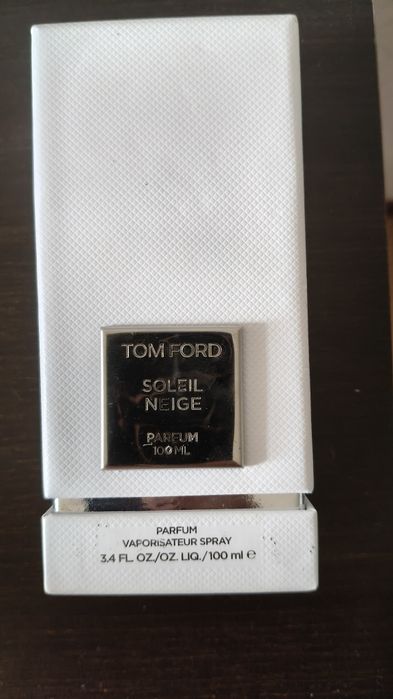 TOM FORD
SOLEIL
NEIGE
PARFUM
100 ML
PARFUM
VAPORISATEUR SPRAY
3.4 FL. OZ./OZ. LIQ./100 ml ℮